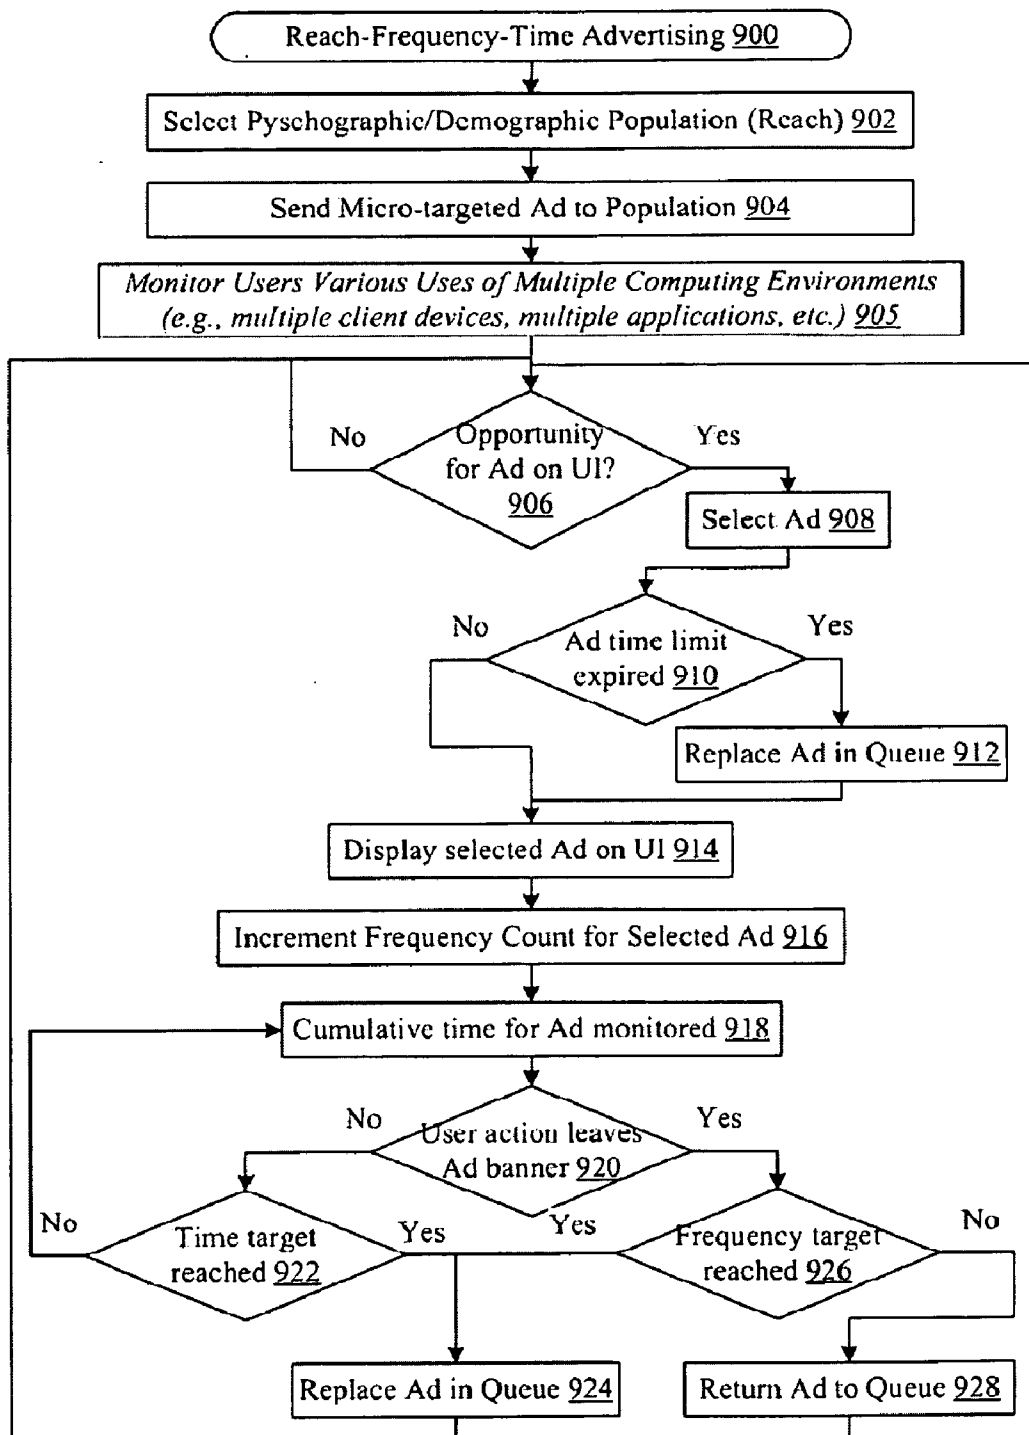 Reach-Frequency-Time Advertising 900
Select Pyschographic/Demographic Population (Reach) 902
Send Micro-targeted Ad to Population 904
Monitor Users Various Uses of Multiple Computing Environments
(e.g., multiple client devices, multiple applications, etc.) 905
No
Opportunity
for Ad on UI?
906
Yes
Select Ad 908
No
Ad time limit
expired 910
Yes
Replace Ad in Queue 912
Display selected Ad on UI 914
Increment Frequency Count for Selected Ad 916
Cumulative time for Ad monitored 918
No
User action leaves
Ad banner 920
Yes
No
Time target
reached 922
Yes
Yes
Frequency target
reached 926
No
Replace Ad in Queue 924
Return Ad to Queue 928